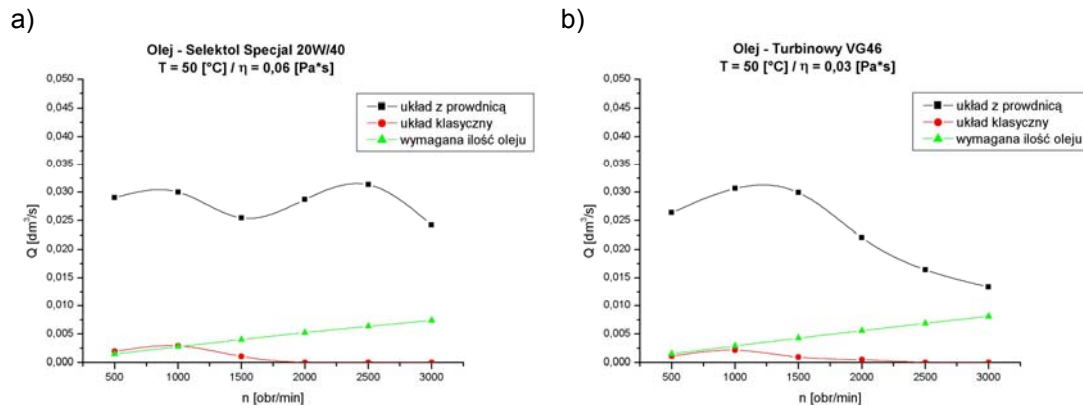 a)
Olej - Selektol Specjal 20W/40
T = 50 [°C] / η = 0,06 [Pa*s]
0,050
0,045
0,040
0,035
0,030
0,025
0,020
0,015
0,010
0,005
0,000
Q [dm³/s]
układ z prowdnicą
układ klasyczny
wymagana ilość oleju
500 1000 1500 2000 2500 3000
n [obr/min]
b)
Olej - Turbinowy VG46
T = 50 [°C] / η = 0,03 [Pa*s]
0,050
0,045
0,040
0,035
0,030
0,025
0,020
0,015
0,010
0,005
0,000
Q [dm³/s]
układ z prowdnicą
układ klasyczny
wymagana ilość oleju
500 1000 1500 2000 2500 3000
n [obr/min]